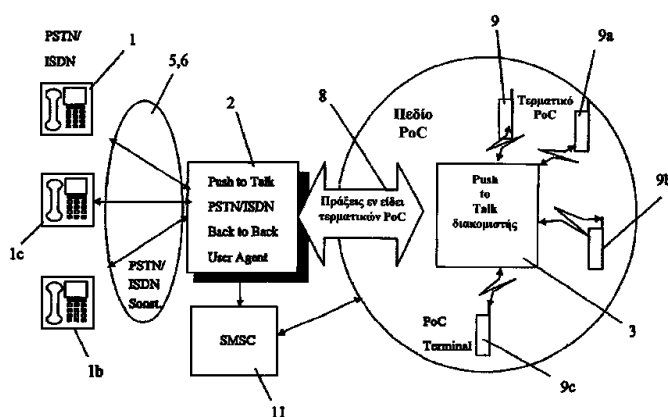 PSTN/
ISDN
1
5,6
2
8
9
9a
Τερματικό
PoC
Πεδίο
PoC
Push to Talk
PSTN/ISDN
Back to Back
User Agent
Πράξεις εν είδει
τερματικών PoC
Push
to
Talk
διακομιστής
9b
1c
PSTN/
ISDN
Sonst.
1b
SMSC
11
PoC
Terminal
9c
3